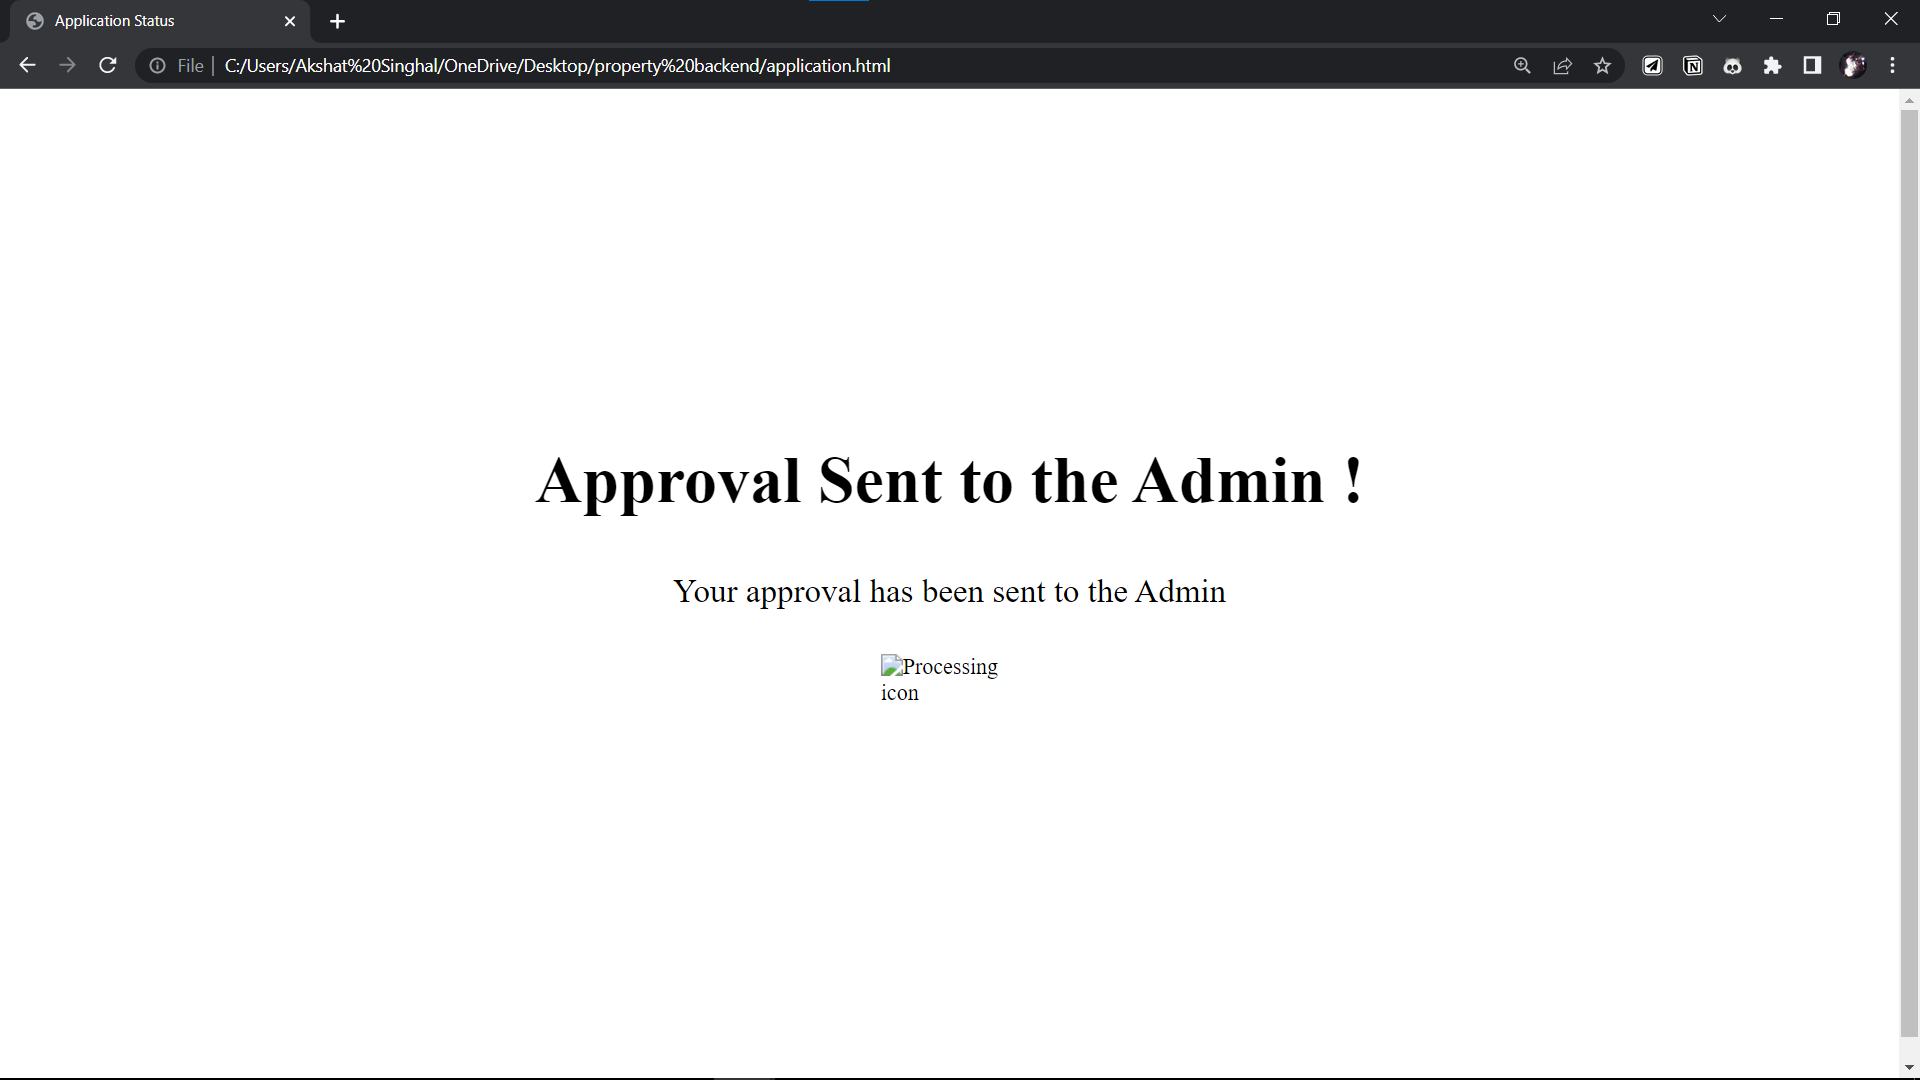 Application Status
File
C:/Users/Akshat%20Singhal/OneDrive/Desktop/property%20backend/application.html
Approval Sent to the Admin !
Your approval has been sent to the Admin
Processing
icon